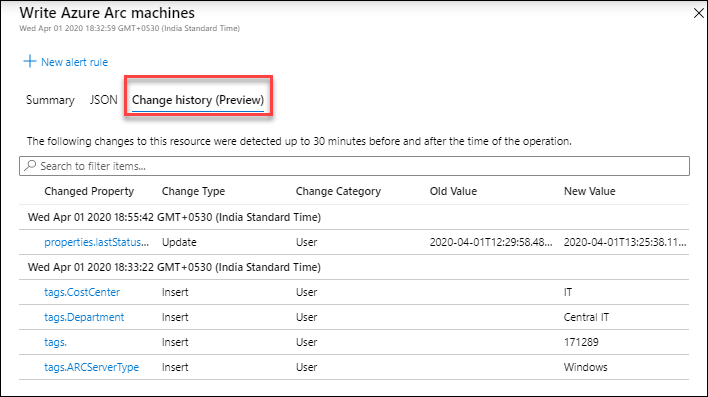 Write Azure Arc machines
Wed Apr 01 2020 18:32:59 GMT+0530 (India Standard Time)
New alert rule
Summary JSON Change history (Preview)
The following changes to this resource were detected up to 30 minutes before and after the time of the operation.
Search to filter items...
Changed Property Change Type Change Category Old Value New Value
Wed Apr 01 2020 18:55:42 GMT+0530 (India Standard Time)
properties.lastStatus... Update User 2020-04-01T12:29:58.48... 2020-04-01T13:25:38.11...
Wed Apr 01 2020 18:33:22 GMT+0530 (India Standard Time)
tags.CostCenter Insert User IT
tags.Department Insert User Central IT
tags. Insert User 171289
tags.ARCServerType Insert User Windows